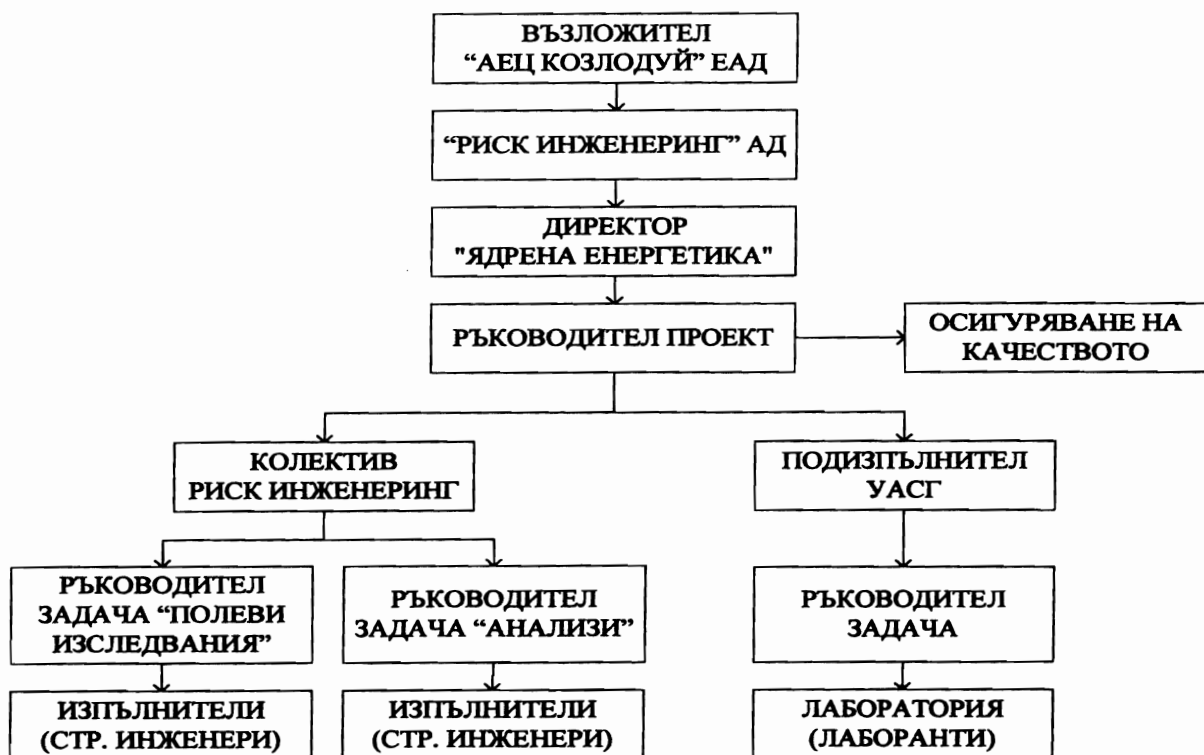 ВЪЗЛОЖИТЕЛ
“АЕЦ КОЗЛОДУЙ” ЕАД
“РИСК ИНЖЕНЕРИНГ” АД
ДИРЕКТОР
"ЯДРЕНА ЕНЕРГЕТИКА"
РЪКОВОДИТЕЛ ПРОЕКТ
ОСИГУРЯВАНЕ НА
КАЧЕСТВОТО
КОЛЕКТИВ
РИСК ИНЖЕНЕРИНГ
ПОДИЗПЪЛНИТЕЛ
УАСГ
РЪКОВОДИТЕЛ
ЗАДАЧА “ПОЛЕВИ
ИЗСЛЕДВАНИЯ”
РЪКОВОДИТЕЛ
ЗАДАЧА “АНАЛИЗИ”
РЪКОВОДИТЕЛ
ЗАДАЧА
ИЗПЪЛНИТЕЛИ
(СТР. ИНЖЕНЕРИ)
ИЗПЪЛНИТЕЛИ
(СТР. ИНЖЕНЕРИ)
ЛАБОРАТОРИЯ
(ЛАБОРАНТИ)